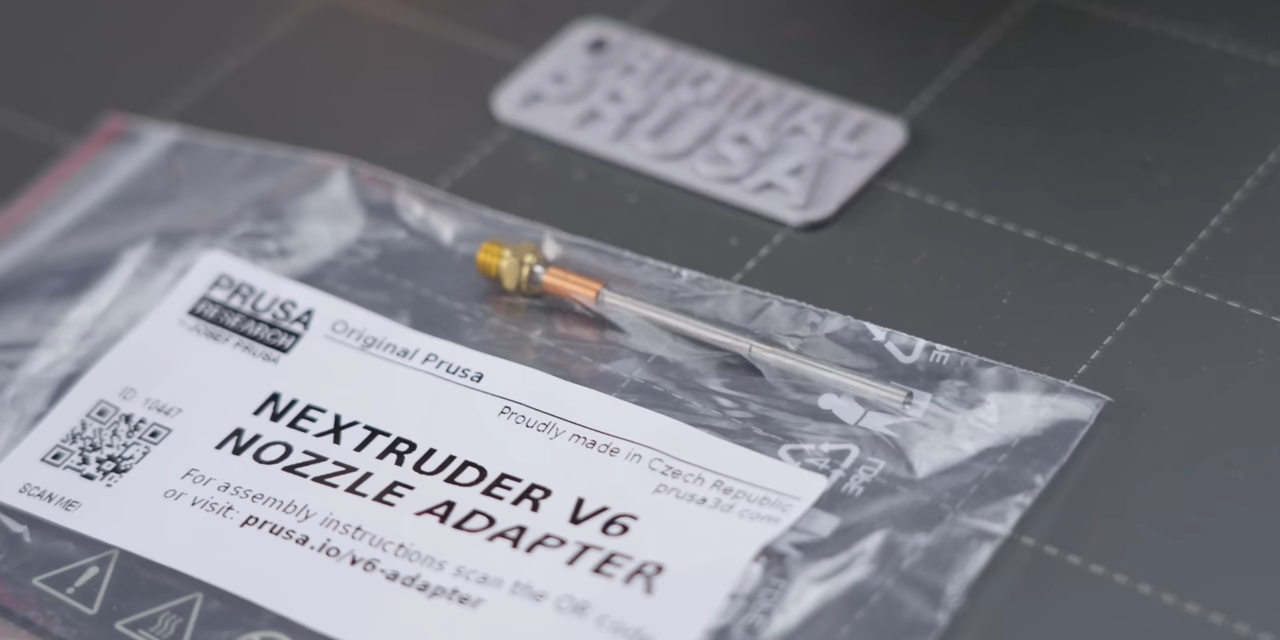 ORIGINAL
PRUSA
PRUSA
RESEARCH
by JOSEF PRUSA
Original Prusa
Proudly made in Czech Republic
prusa3d.com
ID 10447
NEXTRUDER V6
NOZZLE ADAPTER
For assembly instructions scan the QR code
or visit: prusa.io/v6-adapter
SCAN ME!